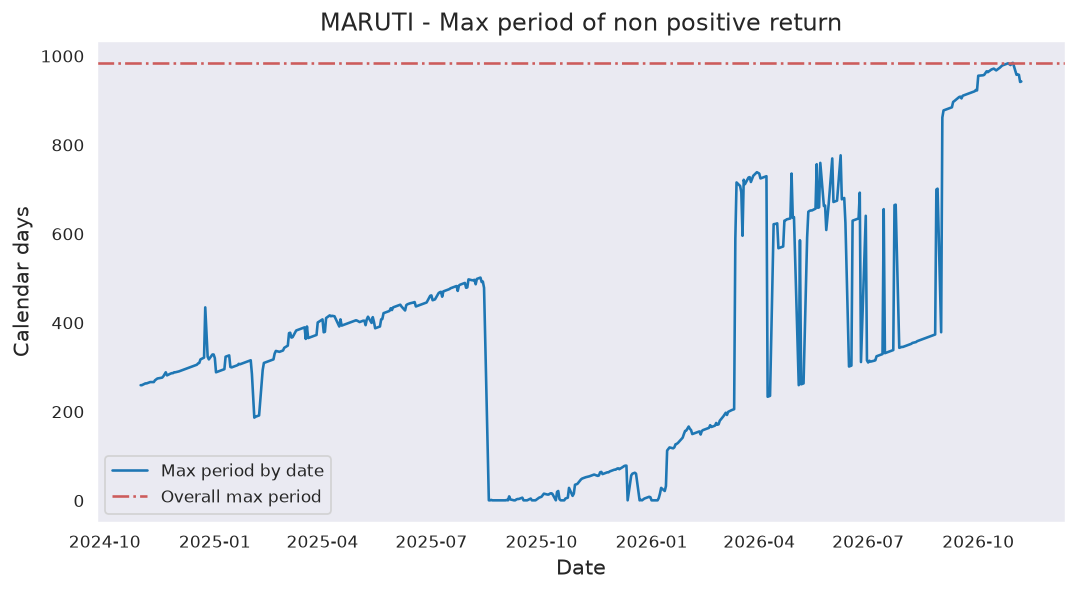 MARUTI - Max period of non positive return
Calendar days
1000
800
600
400
200
0
Max period by date
Overall max period
2024-10 2025-01 2025-04 2025-07 2025-10 2026-01 2026-04 2026-07 2026-10
Date